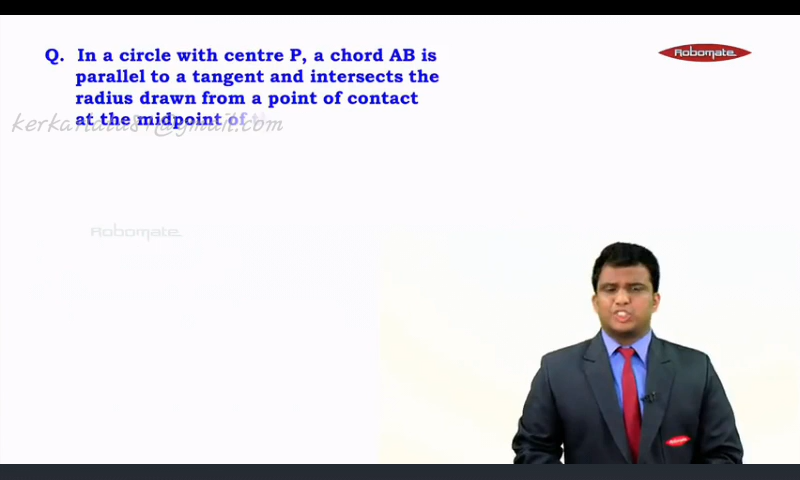 Robomate
Q. In a circle with centre P, a chord AB is
parallel to a tangent and intersects the
radius drawn from a point of contact
at the midpoint of
Robomate